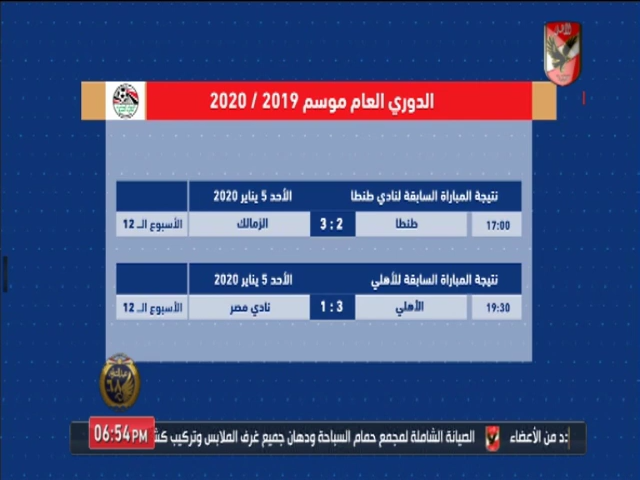 الدوري العام موسم 2019 / 2020
نتيجة المباراة السابقة لنادي طنطا الأحد 5 يناير 2020
17:00 طنطا 3 : 2 الزمالك الأسبوع الـ 12
نتيجة المباراة السابقة للأهلي الأحد 5 يناير 2020
19:30 الأهلي 1 : 3 نادي مصر الأسبوع الـ 12
من الأعضاء الصيانة الشاملة لمجمع حمام السباحة ودهان جميع غرف الملابس وتركيب
06:54 PM